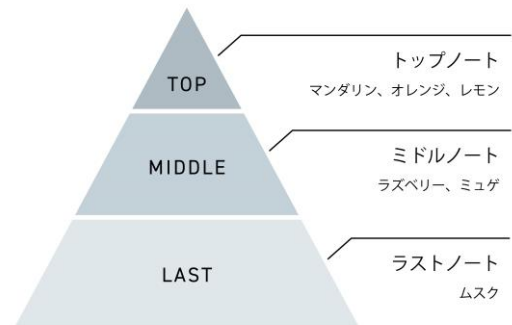 TOP
トップノート
マンダリン、オレンジ、レモン
MIDDLE
ミドルノート
ラズベリー、ミュゲ
LAST
ラストノート
ムスク